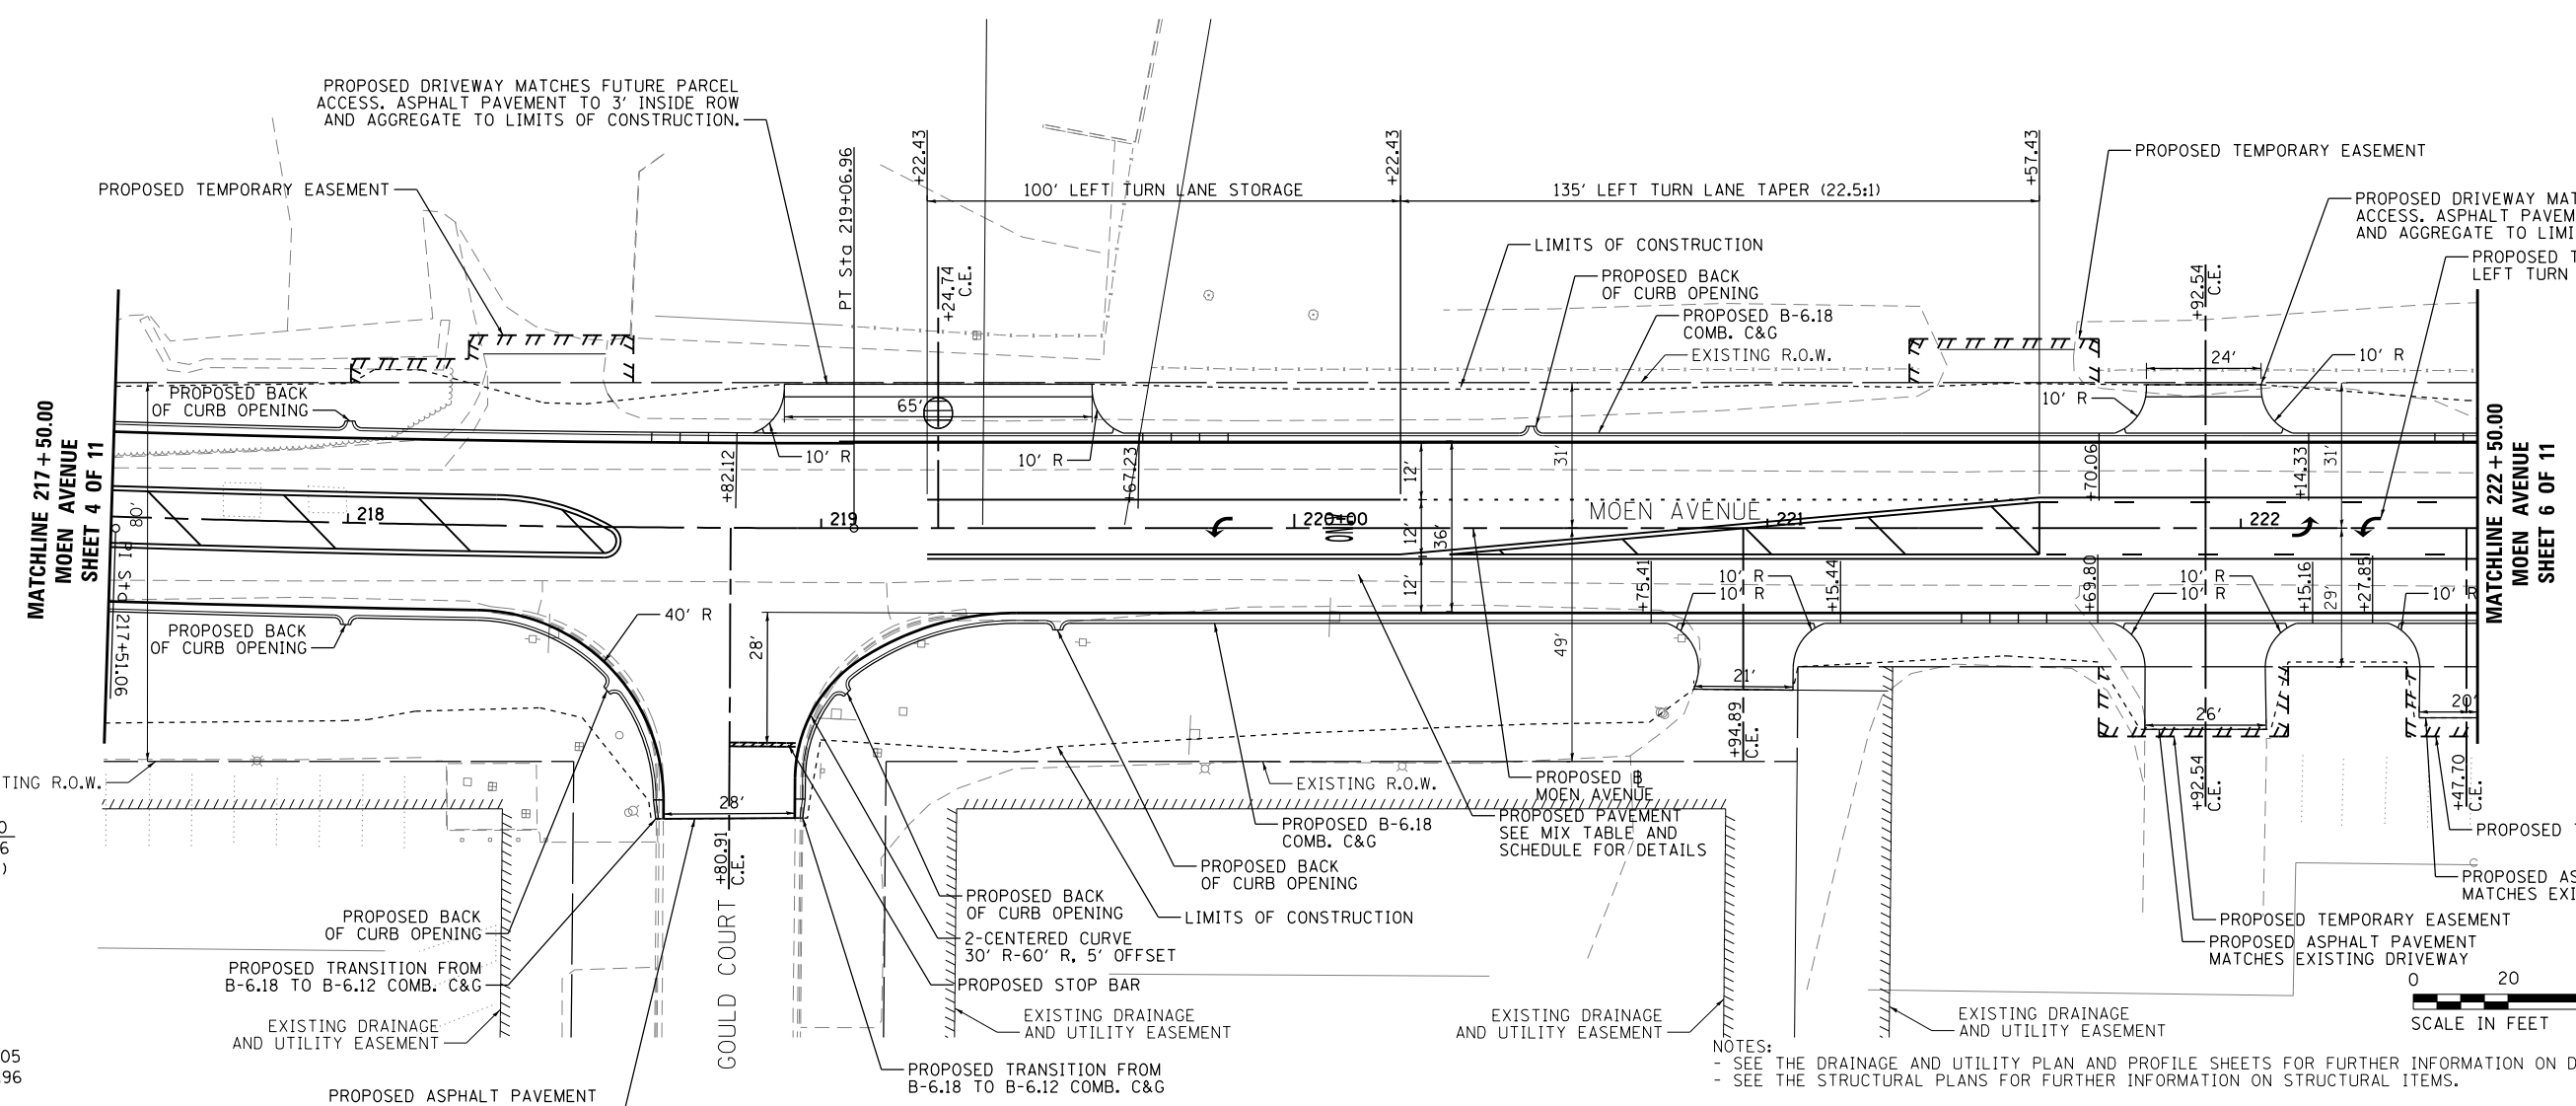 PROPOSED DRIVEWAY MATCHES FUTURE PARCEL
ACCESS. ASPHALT PAVEMENT TO 3' INSIDE ROW
AND AGGREGATE TO LIMITS OF CONSTRUCTION.
PROPOSED TEMPORARY EASEMENT
PT Sta 219+06.96
+22.43
+24.74
C.E.
100' LEFT TURN LANE STORAGE
+22.43
135' LEFT TURN LANE TAPER (22.5:1)
+57.43
PROPOSED TEMPORARY EASEMENT
PROPOSED DRIVEWAY MAT
ACCESS. ASPHALT PAVEM
AND AGGREGATE TO LIMI
PROPOSED T
LEFT TURN
LIMITS OF CONSTRUCTION
PROPOSED BACK
OF CURB OPENING
PROPOSED B-6.18
COMB. C&G
EXISTING R.O.W.
+92.54
C.E.
24'
10' R
10' R
MATCHLINE 217+50.00
MOEN AVENUE
SHEET 4 OF 11
PROPOSED BACK
OF CURB OPENING
65'
10' R
10' R
+82.12
+67.23
12'
12'
12'
36'
31'
49'
+70.06
+14.33
31'
29'
MATCHLINE 222+50.00
MOEN AVENUE
SHEET 6 OF 11
80'
PI Sta 217+51.06
218
219
220+00
MOEN AVENUE
221
222
+75.41
10' R
10' R
+15.44
+69.80
10' R
10' R
+15.16
+27.85
10' R
PROPOSED BACK
OF CURB OPENING
40' R
28'
21'
+94.89
C.E.
26'
+92.54
C.E.
20'
+47.70
C.E.
TING R.O.W.
28'
+80.91
C.E.
GOULD COURT
EXISTING R.O.W.
PROPOSED B-6.18
COMB. C&G
PROPOSED
MOEN AVENUE
PROPOSED PAVEMENT
SEE MIX TABLE AND
SCHEDULE FOR DETAILS
PROPOSED BACK
OF CURB OPENING
LIMITS OF CONSTRUCTION
PROPOSED BACK
OF CURB OPENING
2-CENTERED CURVE
30' R-60' R, 5' OFFSET
PROPOSED STOP BAR
EXISTING DRAINAGE
AND UTILITY EASEMENT
PROPOSED TRANSITION FROM
B-6.18 TO B-6.12 COMB. C&G
PROPOSED BACK
OF CURB OPENING
PROPOSED TRANSITION FROM
B-6.18 TO B-6.12 COMB. C&G
EXISTING DRAINAGE
AND UTILITY EASEMENT
PROPOSED ASPHALT PAVEMENT
0
6
)
05
.96
EXISTING DRAINAGE
AND UTILITY EASEMENT
EXISTING DRAINAGE
AND UTILITY EASEMENT
PROPOSED
PROPOSED AS
MATCHES EXI
PROPOSED TEMPORARY EASEMENT
PROPOSED ASPHALT PAVEMENT
MATCHES EXISTING DRIVEWAY
0 20
SCALE IN FEET
NOTES:
- SEE THE DRAINAGE AND UTILITY PLAN AND PROFILE SHEETS FOR FURTHER INFORMATION ON D
- SEE THE STRUCTURAL PLANS FOR FURTHER INFORMATION ON STRUCTURAL ITEMS.